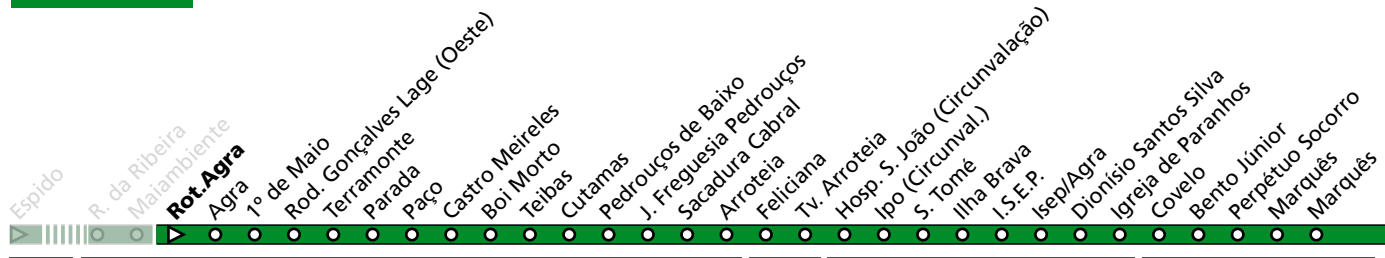 Espido
R. da Ribeira
Maiambiente
Rot.Agra
Agra
1º de Maio
Rod. Gonçalves Lage (Oeste)
Terramonte
Parada
Paço
Castro Meireles
Boi Morto
Teibas
Cutamas
Pedrouços de Baixo
J. Freguesia Pedrouços
Sacadura Cabral
Arroteia
Feliciana
Tv. Arroteia
Hosp. S. João (Circunvalação)
Ipo (Circunval.)
S. Tomé
Ilha Brava
I.S.E.P.
Isep/Agra
Dionisio Santos Silva
Igreja de Paranhos
Covelo
Bento Júnior
Perpétuo Socorro
Marquês
Marquês